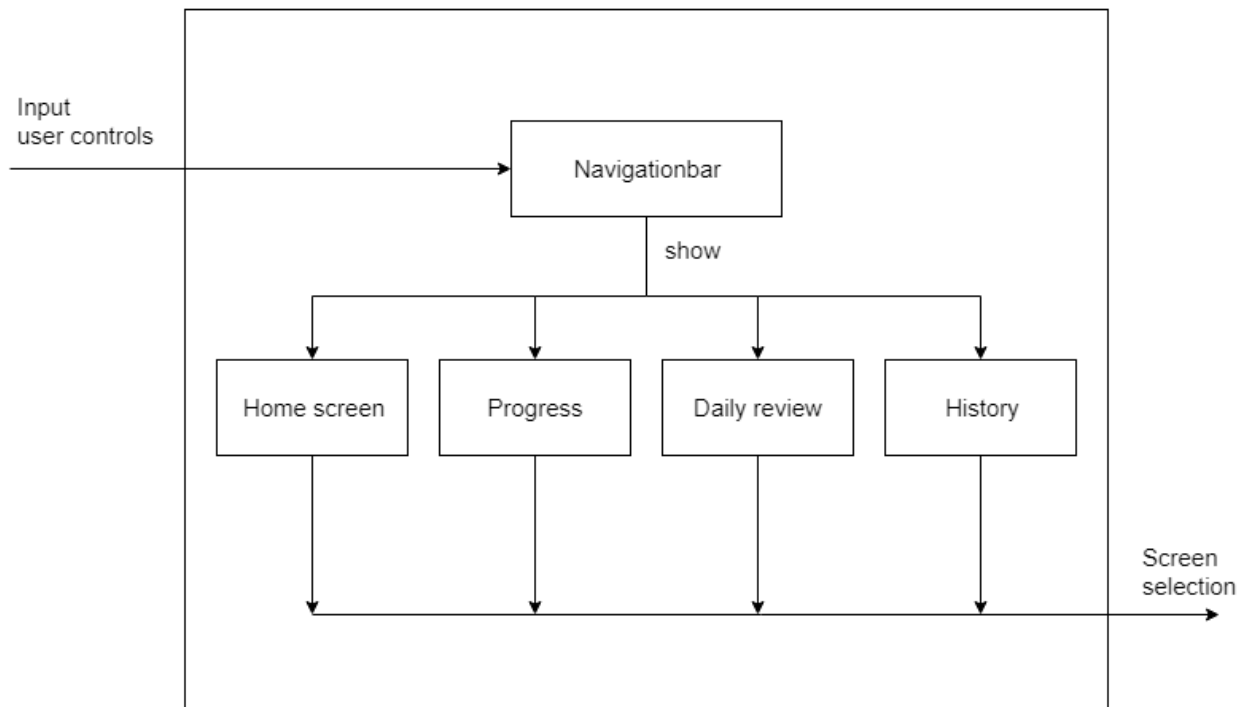 Input
user controls
Navigationbar
show
Home screen
Progress
Daily review
History
Screen
selection